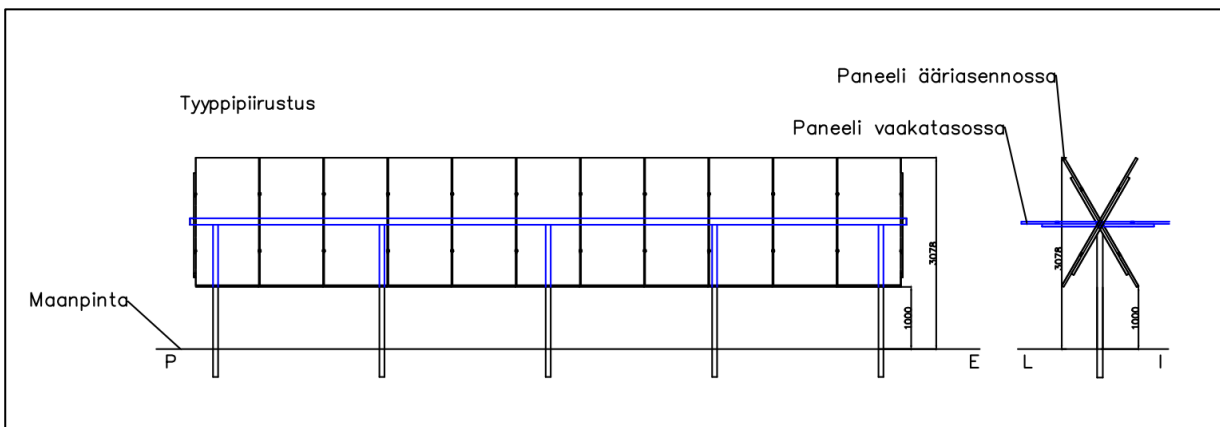 Tyyppipiirustus
Paneeli ääriasennossa
Paneeli vaakatasossa
3078
3078
Maanpinta
1000
1000
P
E
L
I